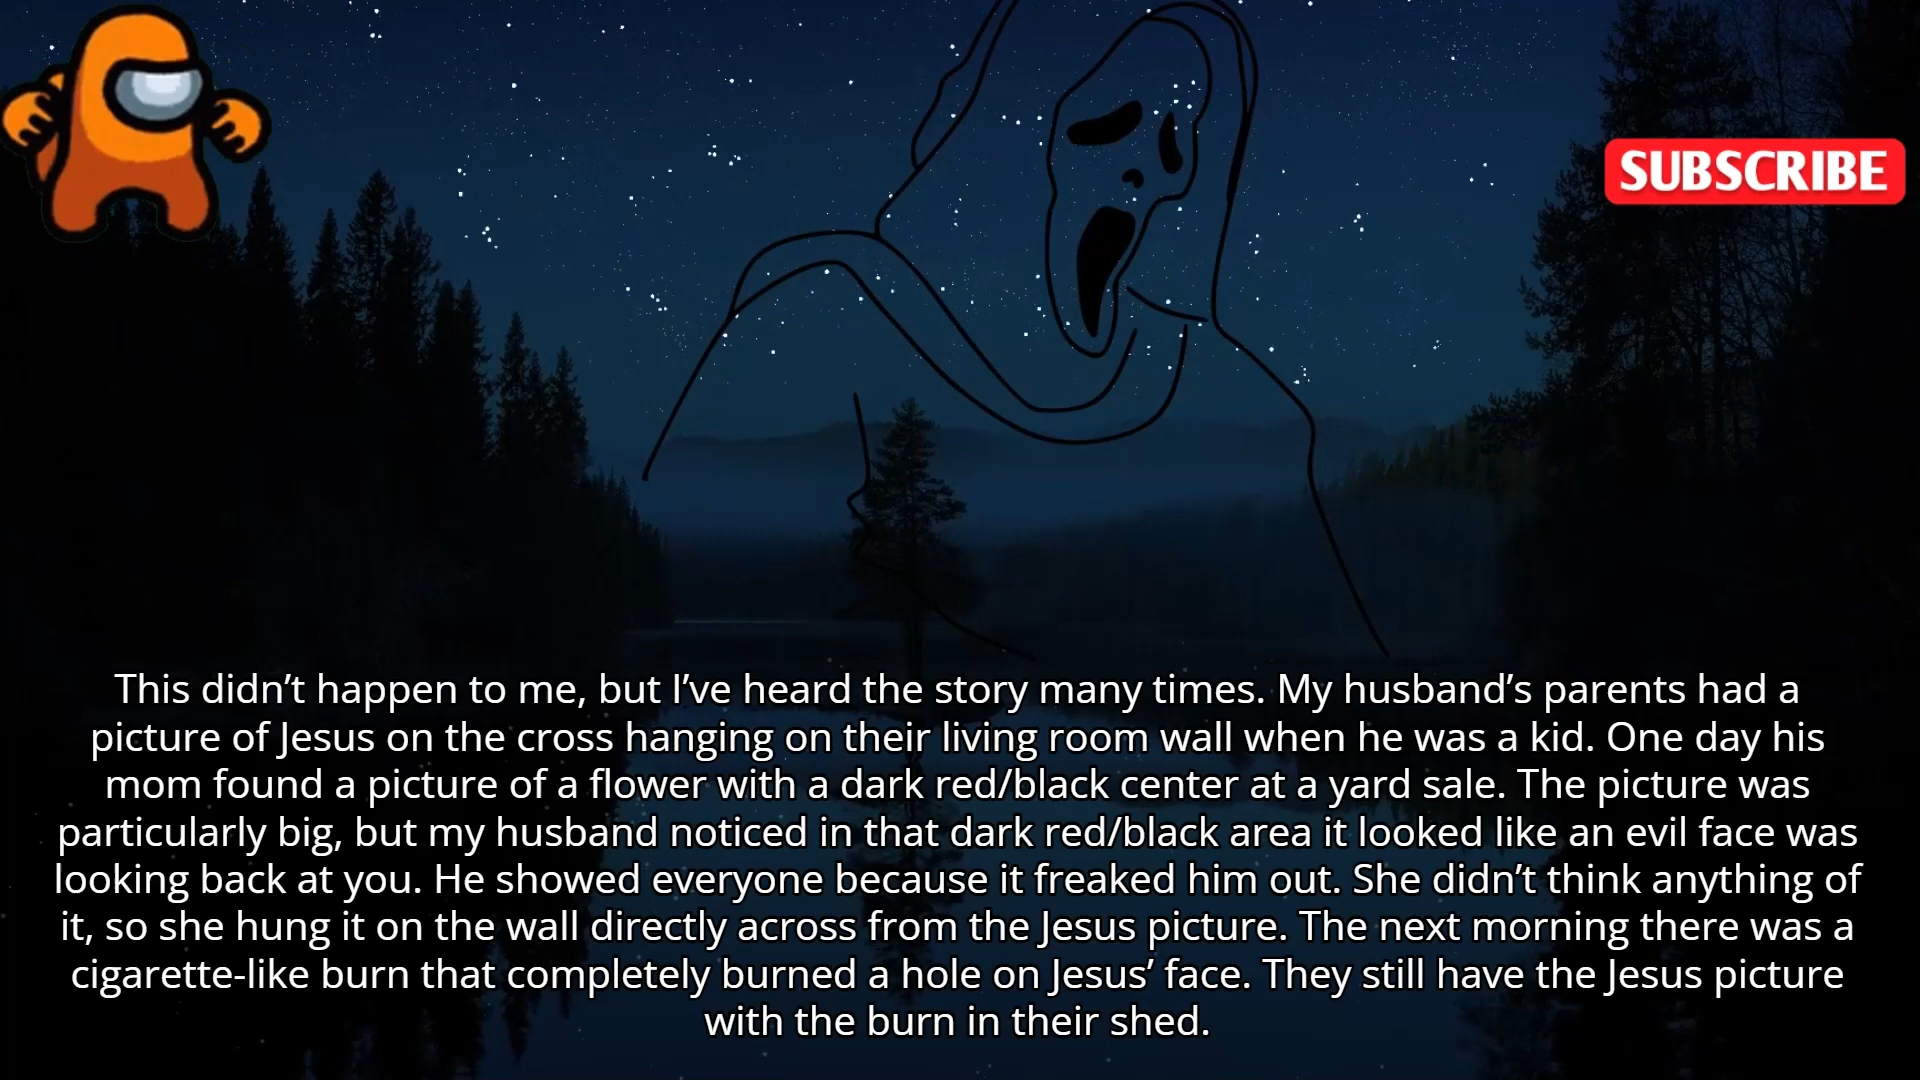 SUBSCRIBE
This didn’t happen to me, but I’ve heard the story many times. My husband’s parents had a
picture of Jesus on the cross hanging on their living room wall when he was a kid. One day his
mom found a picture of a flower with a dark red/black center at a yard sale. The picture was
particularly big, but my husband noticed in that dark red/black area it looked like an evil face was
looking back at you. He showed everyone because it freaked him out. She didn’t think anything of
it, so she hung it on the wall directly across from the Jesus picture. The next morning there was a
cigarette-like burn that completely burned a hole on Jesus’ face. They still have the Jesus picture
with the burn in their shed.